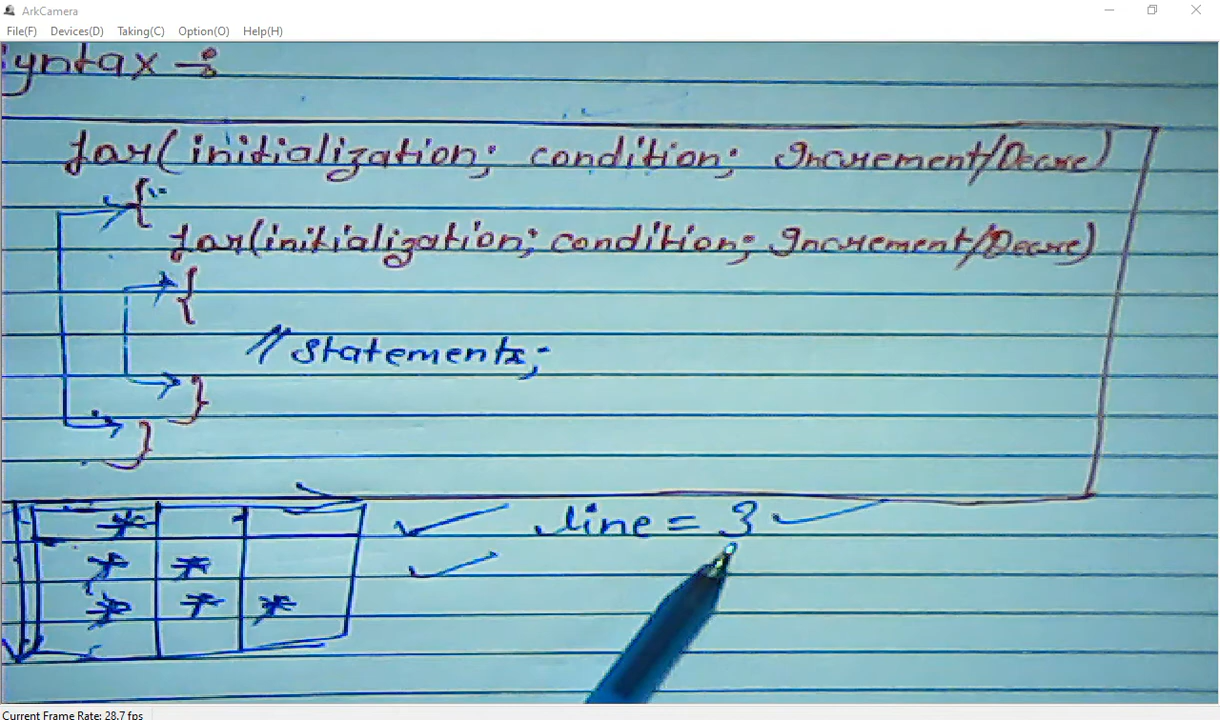 ArkCamera
File(F) Devices(D) Taking(C) Option(O) Help(H)
Syntax :-
for(initialization; condition; Increment/Decre)
{
for(initialization; condition; Increment/Decre)
{
// Statements;
}
}
* line = 3
* *
* * *
Current Frame Rate: 28.7 fps